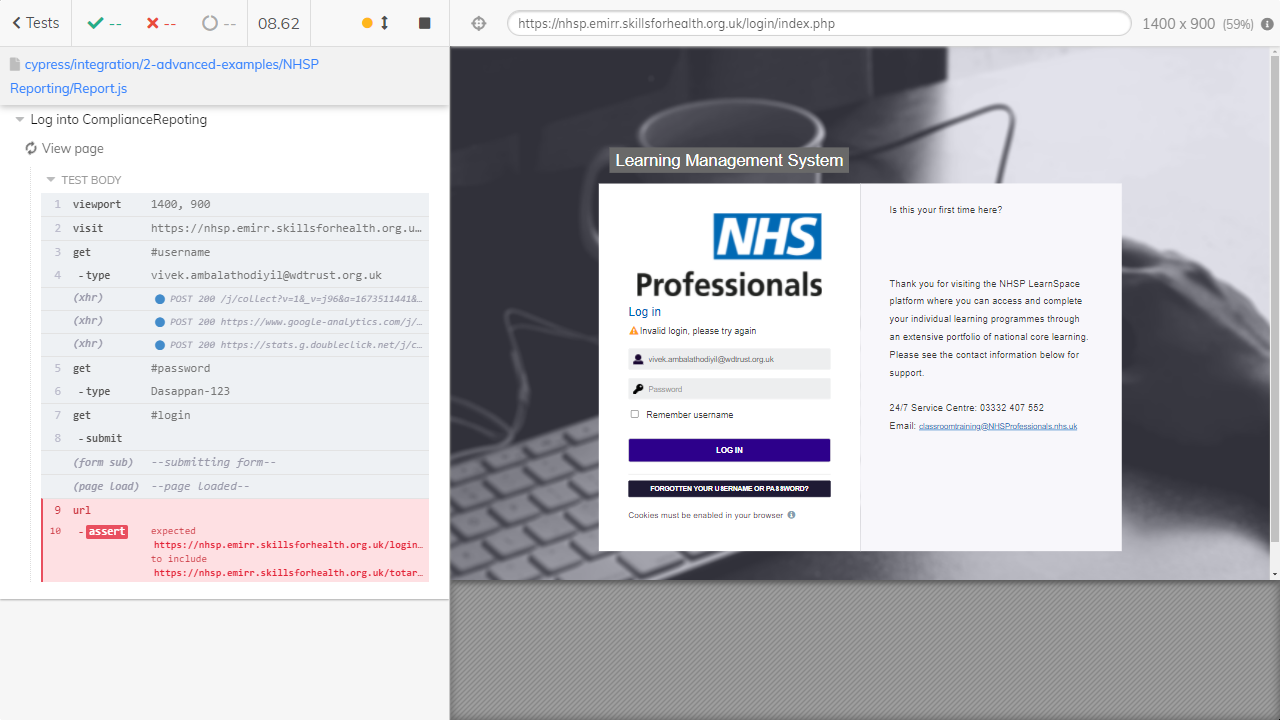 Tests
--
--
--
08.62
https://nhsp.emirr.skillsforhealth.org.uk/login/index.php
1400 x 900 (59%)
cypress/integration/2-advanced-examples/NHSP
Reporting/Report.js
Log into ComplianceRepoting
View page
TEST BODY
1 viewport 1400, 900
2 visit https://nhsp.emirr.skillsforhealth.org.u…
3 get #username
4 -type vivek.ambalathodiyil@wdtrust.org.uk
(xhr) POST 200 /j/collect?v=1&_v=j96&a=1673511441&…
(xhr) POST 200 https://www.google-analytics.com/j/…
(xhr) POST 200 https://stats.g.doubleclick.net/j/c…
5 get #password
6 -type Dasappan-123
7 get #login
8 -submit
(form sub) --submitting form--
(page load) --page loaded--
9 url
10 -assert expected
https://nhsp.emirr.skillsforhealth.org.uk/login…
to include
https://nhsp.emirr.skillsforhealth.org.uk/totar…
Learning Management System
NHS
Professionals
Log in
Invalid login, please try again
vivek.ambalathodiyil@wdtrust.org.uk
Password
Remember username
LOG IN
FORGOTTEN YOUR USERNAME OR PASSWORD?
Cookies must be enabled in your browser
Is this your first time here?
Thank you for visiting the NHSP LearnSpace
platform where you can access and complete
your individual learning programmes through
an extensive portfolio of national core learning.
Please see the contact information below for
support.
24/7 Service Centre: 03332 407 552
Email: classroomtraining@NHSProfessionals.nhs.uk